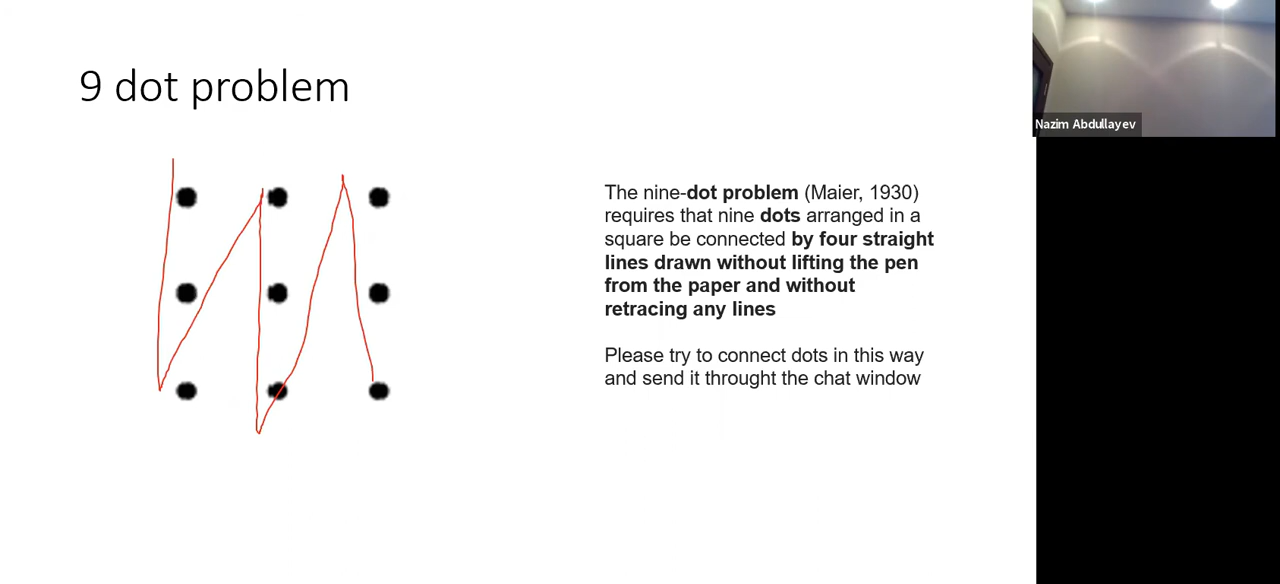 9 dot problem
Nazim Abdullayev
The nine-dot problem (Maier, 1930)
requires that nine dots arranged in a
square be connected by four straight
lines drawn without lifting the pen
from the paper and without
retracing any lines
Please try to connect dots in this way
and send it throught the chat window